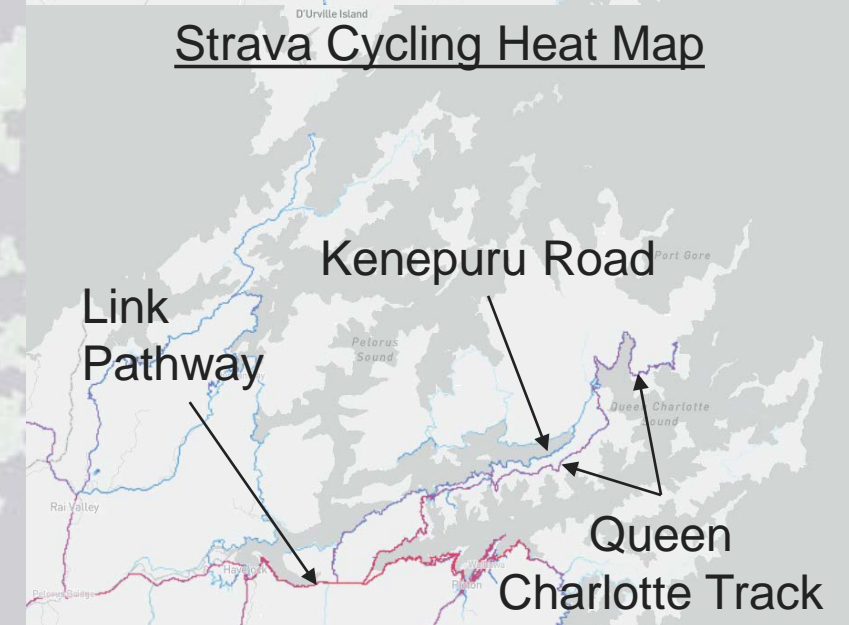 D'Urville Island
Strava Cycling Heat Map
Port Gore
Kenepuru Road
Link
Pathway
Pelorus
Sound
Queen Charlotte
Sound
Rai Valley
Queen
Charlotte Track
Havelock
Picton
Pelorus Bridge